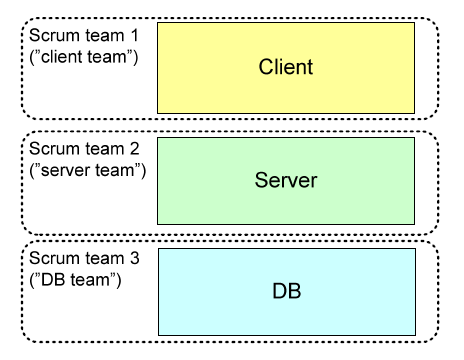 Scrum team 1
(”client team”)
Client
Scrum team 2
(”server team”)
Server
Scrum team 3
(”DB team”)
DB